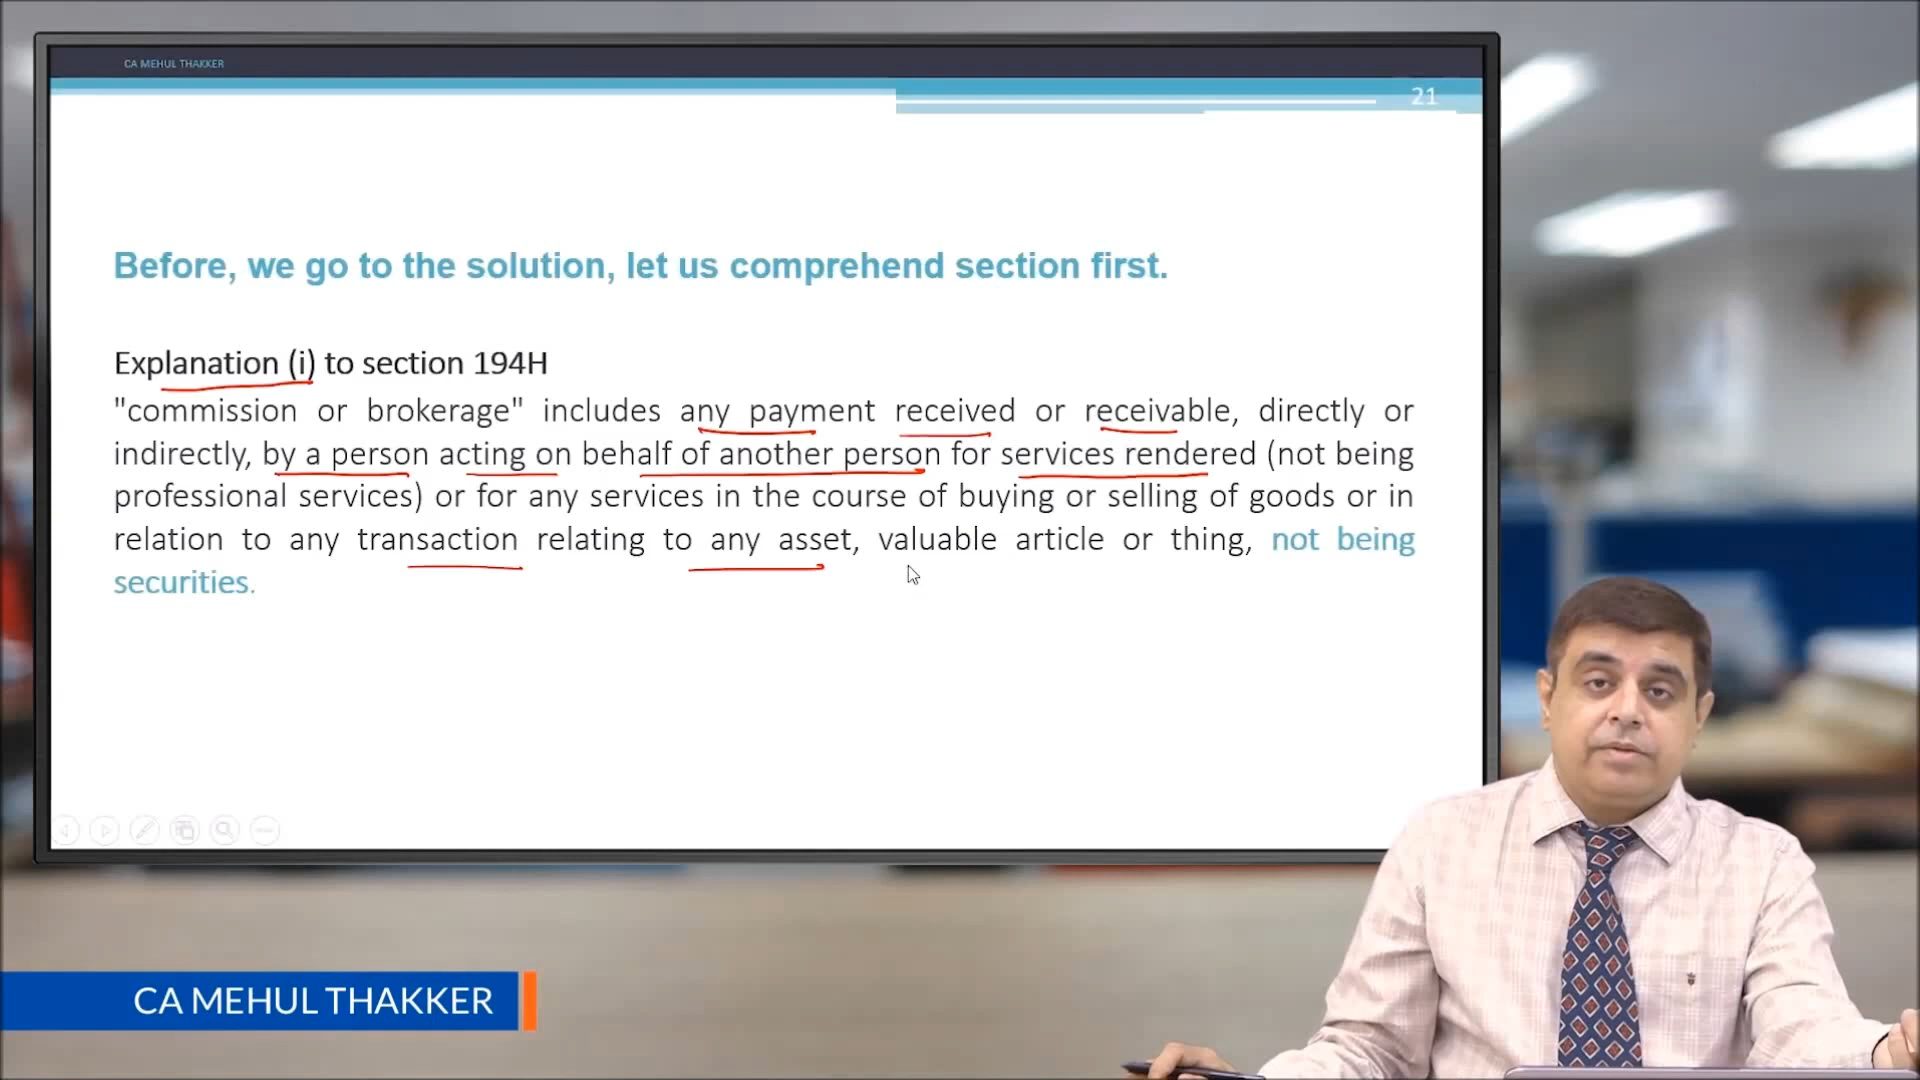 CA MEHUL THAKKER
21
Before, we go to the solution, let us comprehend section first.
Explanation (i) to section 194H
"commission or brokerage" includes any payment received or receivable, directly or
indirectly, by a person acting on behalf of another person for services rendered (not being
professional services) or for any services in the course of buying or selling of goods or in
relation to any transaction relating to any asset, valuable article or thing, not being
securities.
CA MEHUL THAKKER